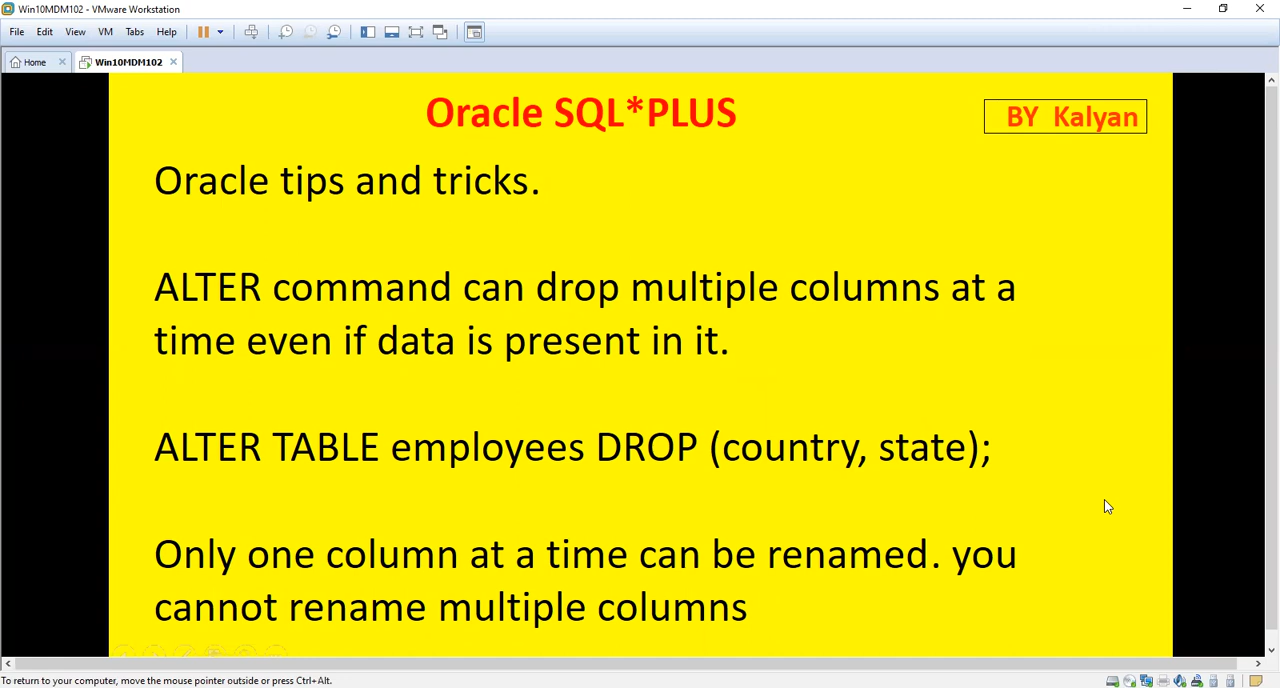 Win10MDM102 - VMware Workstation
File Edit View VM Tabs Help
Home Win10MDM102
Oracle SQL*PLUS
BY Kalyan
Oracle tips and tricks.
ALTER command can drop multiple columns at a
time even if data is present in it.
ALTER TABLE employees DROP (country, state);
Only one column at a time can be renamed. you
cannot rename multiple columns
To return to your computer, move the mouse pointer outside or press Ctrl+Alt.